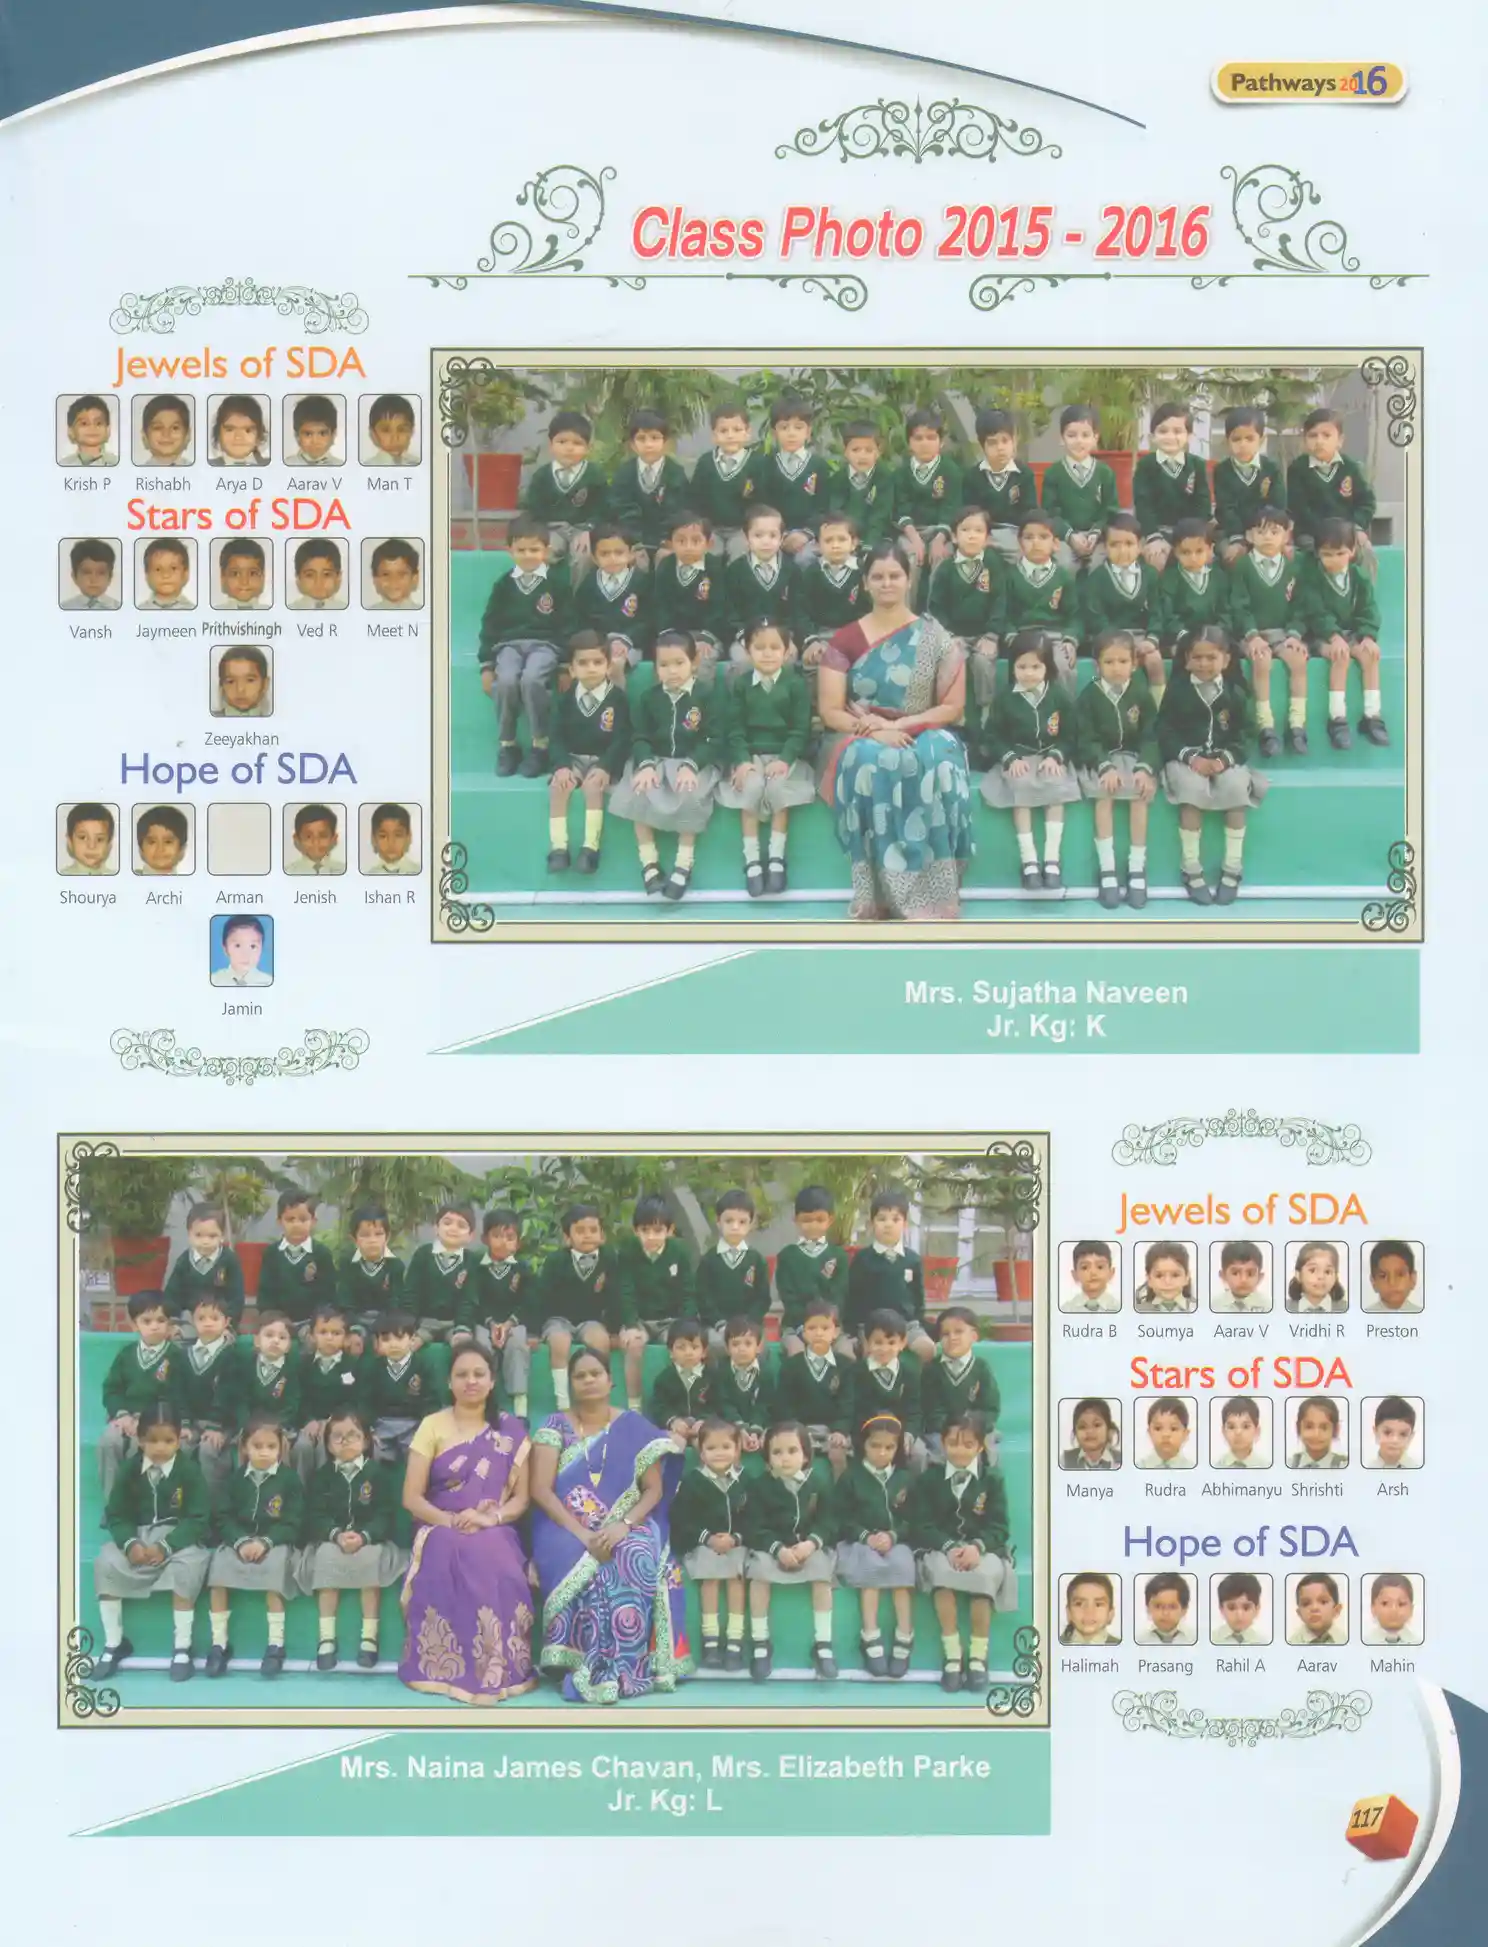 Pathways 2016
Class Photo 2015 - 2016
Jewels of SDA
Krish P Rishabh Arya D Aarav V Man T
Stars of SDA
Vansh Jaymeen Prithvishingh Ved R Meet N
Zeeyakhan
Hope of SDA
Shourya Archi Arman Jenish Ishan R
Jamin
Mrs. Sujatha Naveen
Jr. Kg: K
Jewels of SDA
Rudra B Soumya Aarav V Vridhi R Preston
Stars of SDA
Manya Rudra Abhimanyu Shrishti Arsh
Hope of SDA
Halimah Prasang Rahil A Aarav Mahin
Mrs. Naina James Chavan, Mrs. Elizabeth Parke
Jr. Kg: L
117